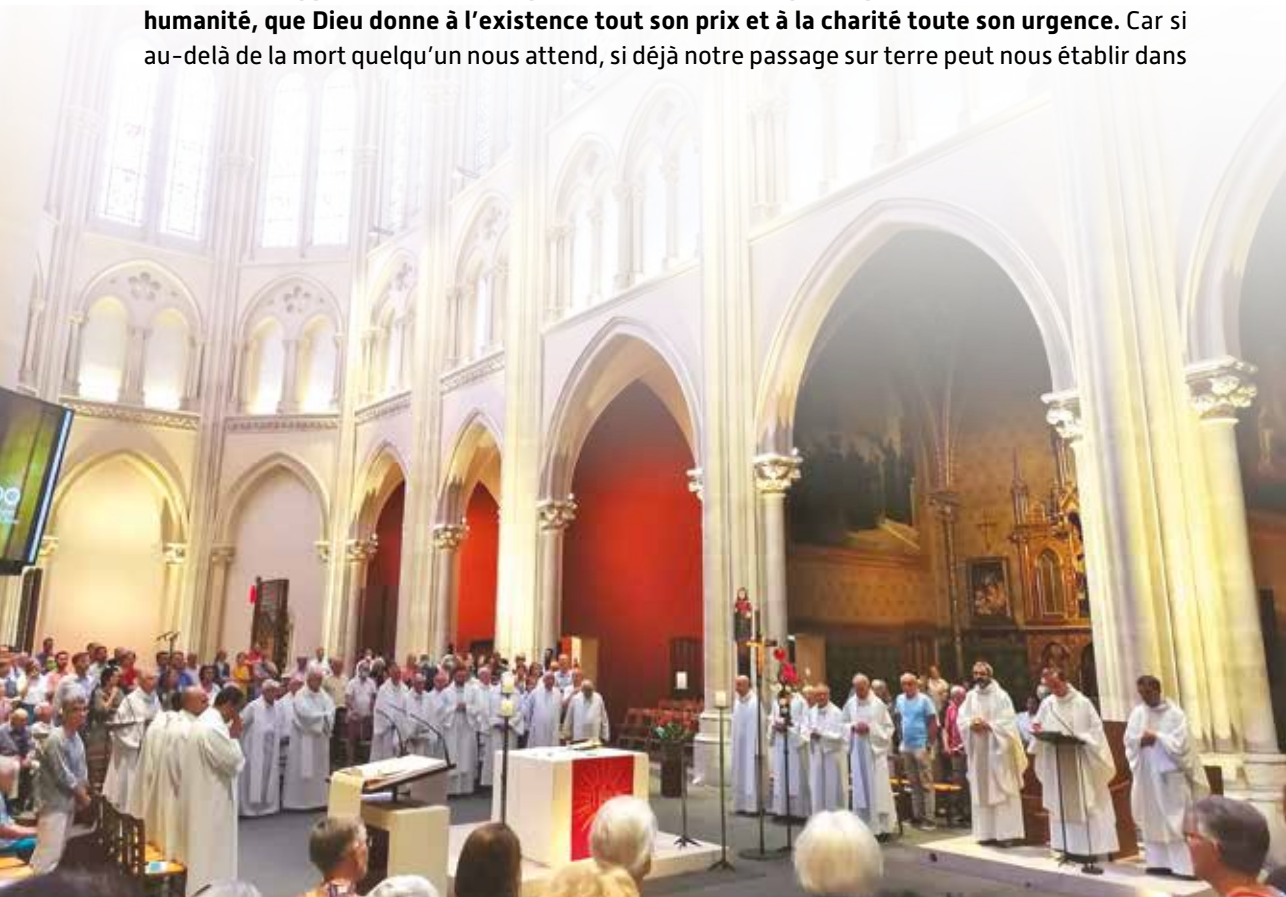 humanité, que Dieu donne à l’existence tout son prix et à la charité toute son urgence. Car si
au-delà de la mort quelqu’un nous attend, si déjà notre passage sur terre peut nous établir dans